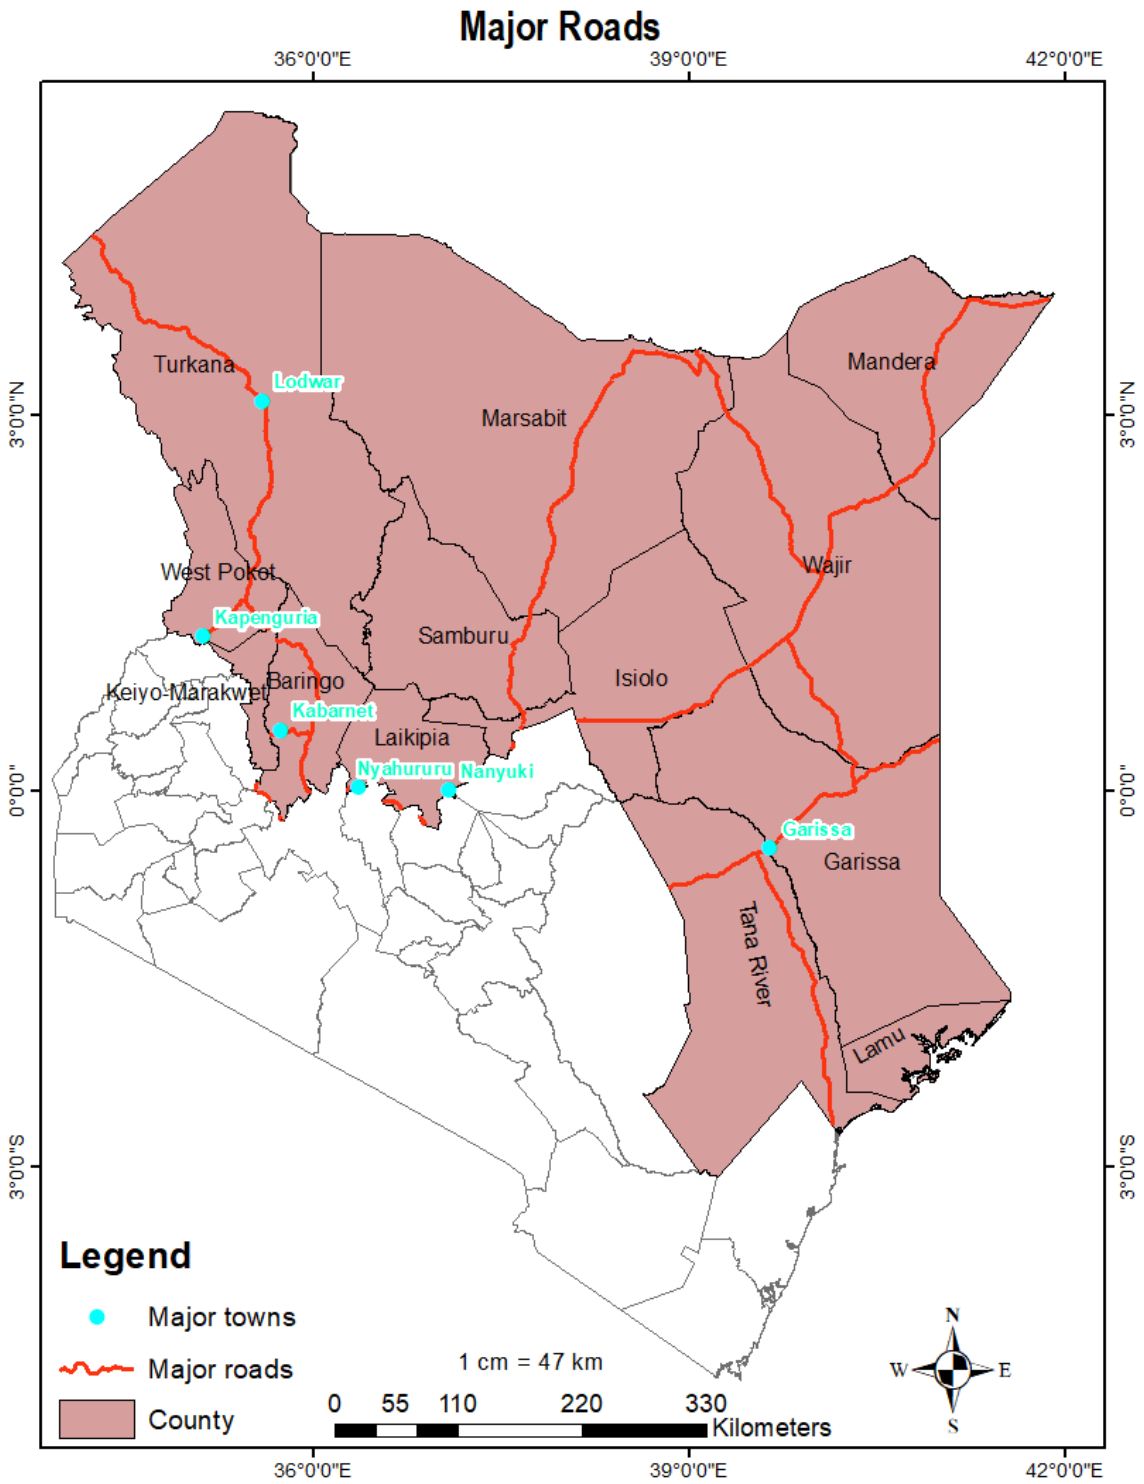 Major Roads
36°0'0"E 39°0'0"E 42°0'0"E
Turkana
Lodwar
Mandera
Marsabit
3°0'0"N 3°0'0"N
West Pokot
Wajir
Kapenguria
Samburu
Keiyo-Marakwet
Baringo
Isiolo
Kabarnet
Laikipia
Nyahururu Nanyuki
0°0'0" 0°0'0"
Garissa
Garissa
Tana River
Lamu
3°0'0"S 3°0'0"S
Legend
Major towns
Major roads
County
1 cm = 47 km
0 55 110 220 330
Kilometers
N
W E
S
36°0'0"E 39°0'0"E 42°0'0"E